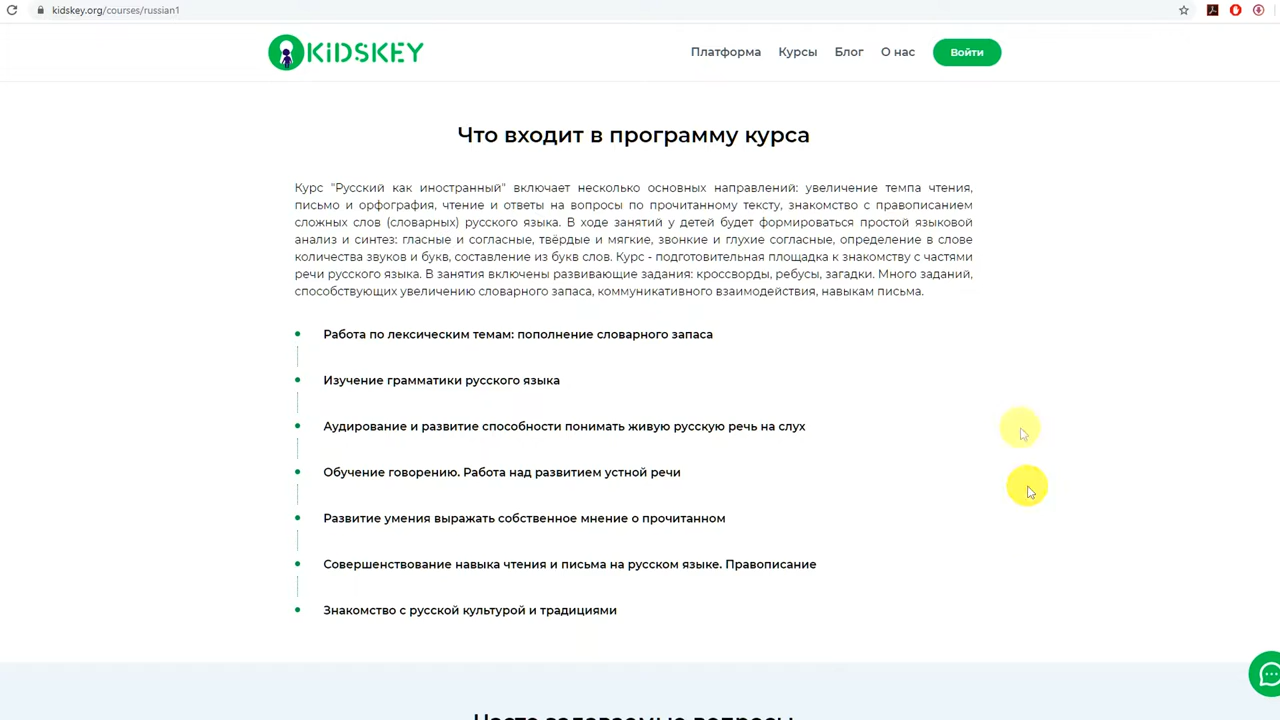 kidskey.org/courses/russian1
KiDSKEY
Платформа Курсы Блог О нас Войти
Что входит в программу курса
Курс "Русский как иностранный" включает несколько основных направлений: увеличение темпа чтения,
письмо и орфография, чтение и ответы на вопросы по прочитанному тексту, знакомство с правописанием
сложных слов (словарных) русского языка. В ходе занятий у детей будет формироваться простой языковой
анализ и синтез: гласные и согласные, твёрдые и мягкие, звонкие и глухие согласные, определение в слове
количества звуков и букв, составление из букв слов. Курс - подготовительная площадка к знакомству с частями
речи русского языка. В занятия включены развивающие задания: кроссворды, ребусы, загадки. Много заданий,
способствующих увеличению словарного запаса, коммуникативного взаимодействия, навыкам письма.
Работа по лексическим темам: пополнение словарного запаса
Изучение грамматики русского языка
Аудирование и развитие способности понимать живую русскую речь на слух
Обучение говорению. Работа над развитием устной речи
Развитие умения выражать собственное мнение о прочитанном
Совершенствование навыка чтения и письма на русском языке. Правописание
Знакомство с русской культурой и традициями
Часто задаваемые вопросы